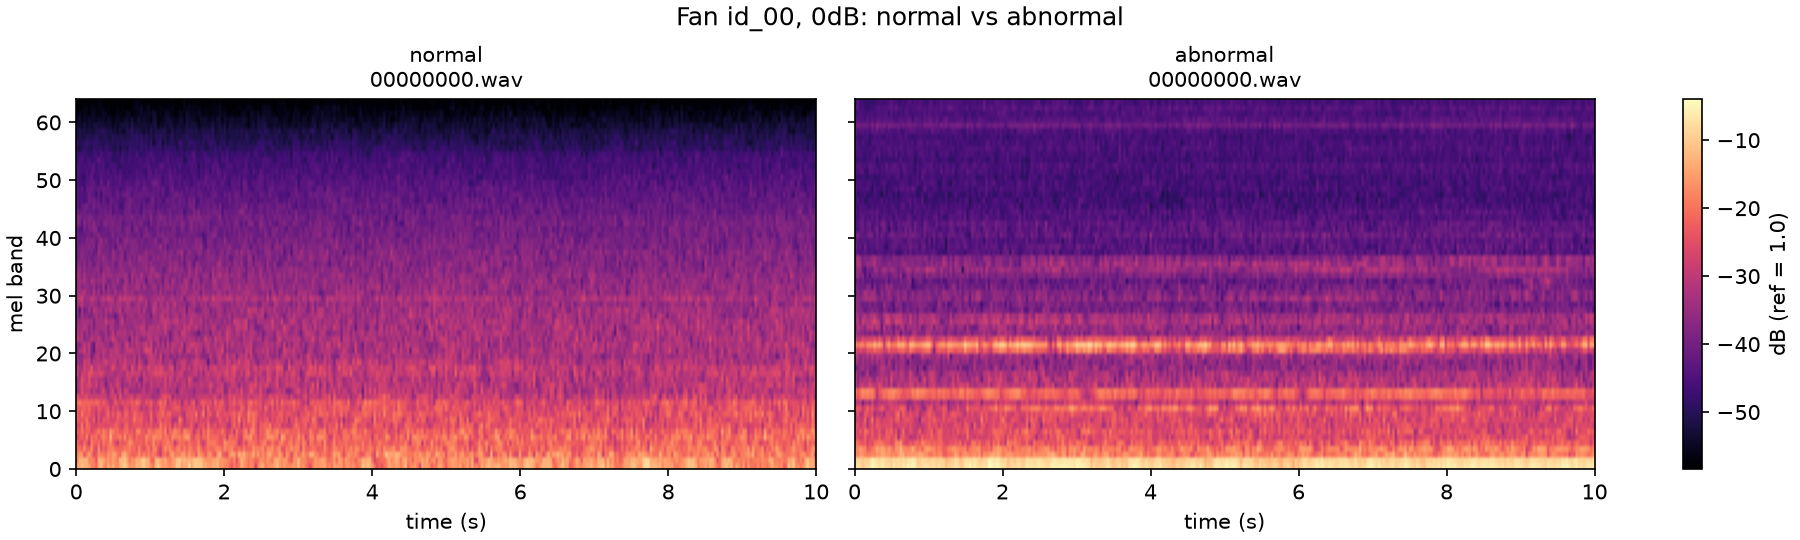 Fan id_00, 0dB: normal vs abnormal
normal
00000000.wav
abnormal
00000000.wav
mel band
60
50
40
30
20
10
0
0 2 4 6 8 10
time (s)
0 2 4 6 8 10
time (s)
−10
−20
−30
−40
−50
dB (ref = 1.0)